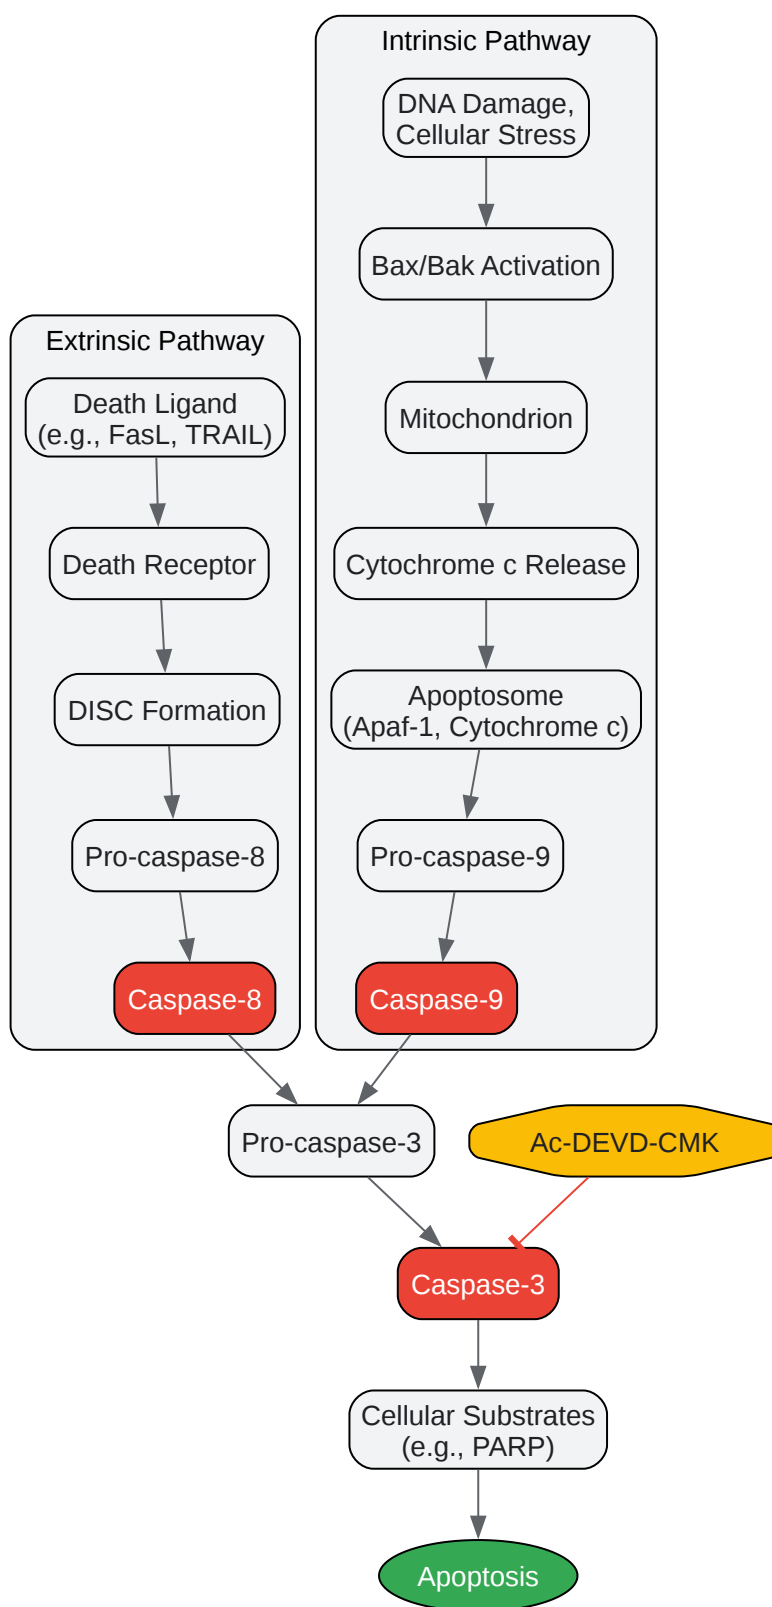 Intrinsic Pathway
DNA Damage,
Cellular Stress
Bax/Bak Activation
Mitochondrion
Cytochrome c Release
Apoptosome
(Apaf-1, Cytochrome c)
Pro-caspase-9
Caspase-9
Extrinsic Pathway
Death Ligand
(e.g., FasL, TRAIL)
Death Receptor
DISC Formation
Pro-caspase-8
Caspase-8
Pro-caspase-3
Ac-DEVD-CMK
Caspase-3
Cellular Substrates
(e.g., PARP)
Apoptosis